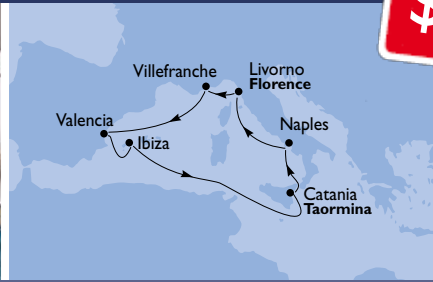 Villefranche
Livorno
Florence
Valencia
Ibiza
Naples
Catania
Taormina
$